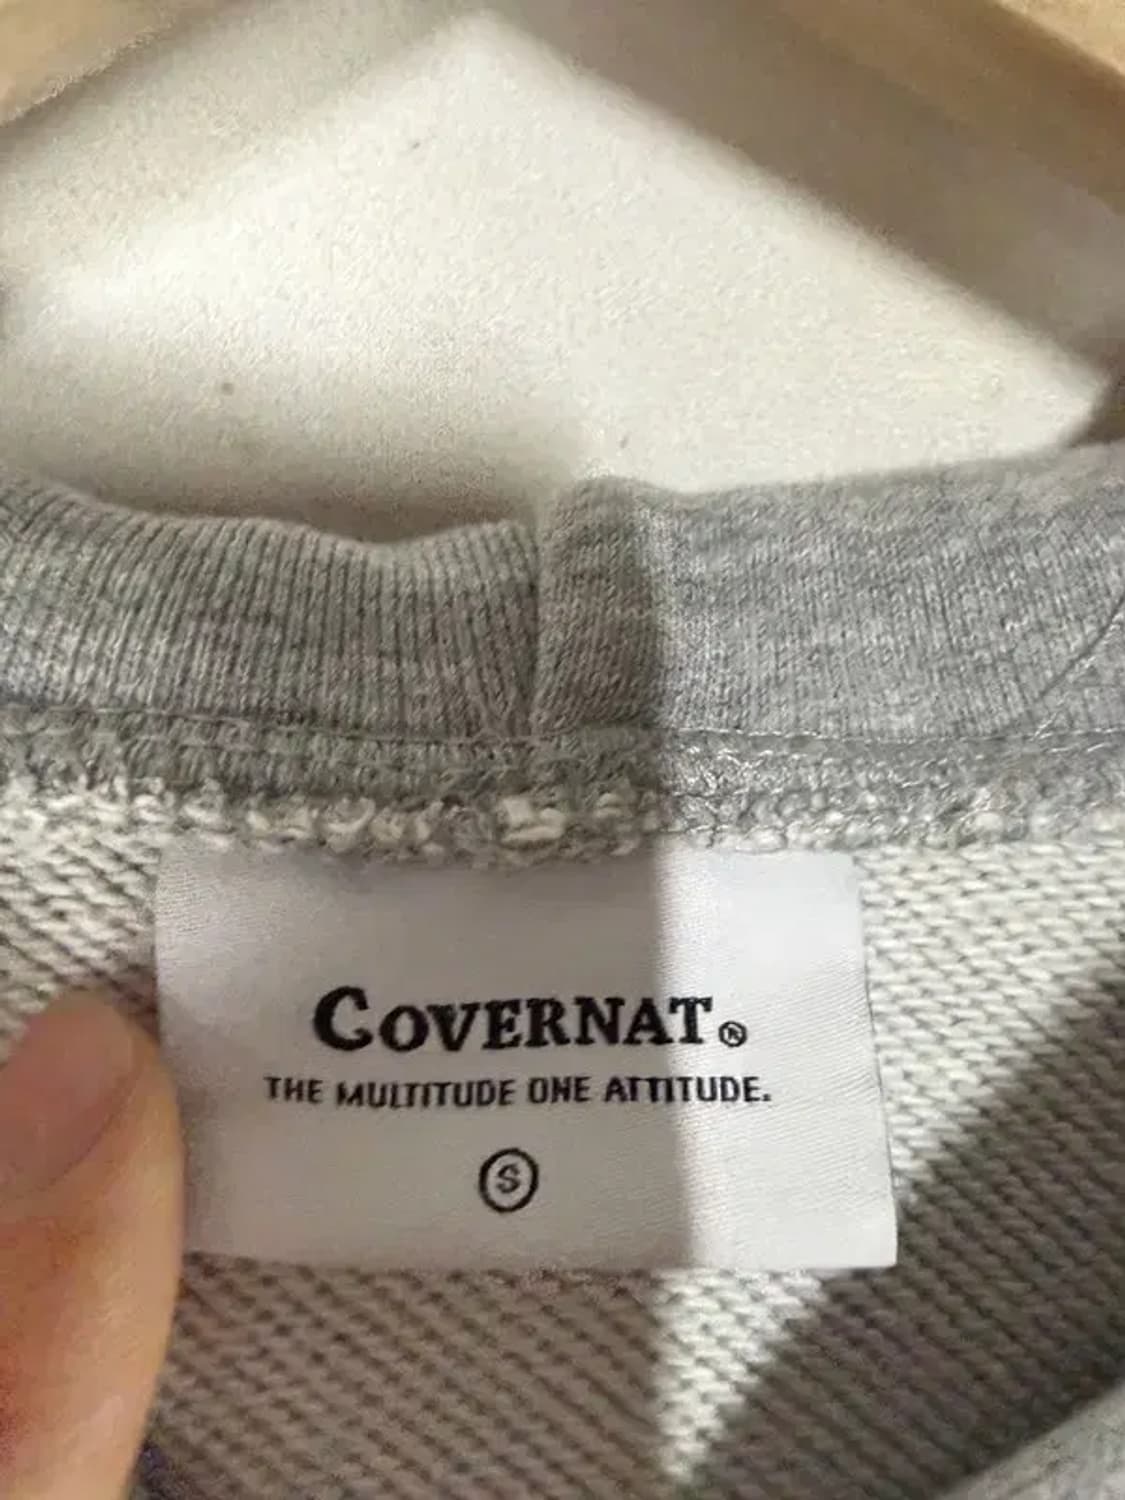 COVERNAT®
THE MULTITUDE ONE ATTITUDE.
S